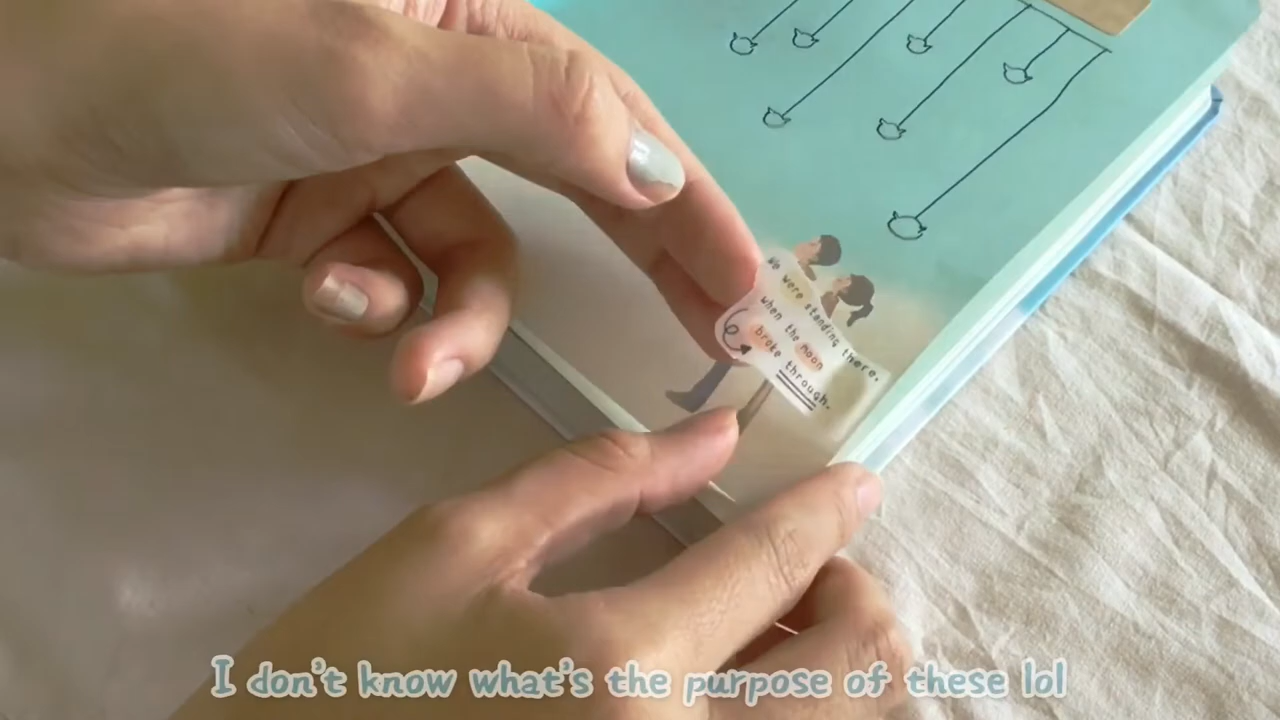 We were standing there.
when the moon
broke through.
I don't know what's the purpose of these lol